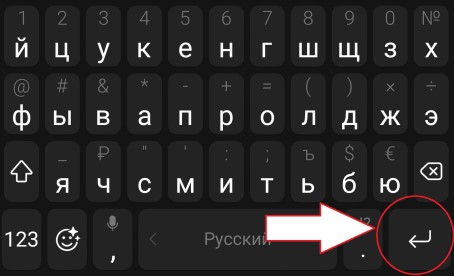 1 2 3 4 5 6 7 8 9 0 №
й ц у к е н г ш щ з х
@ # & * - + = ( ) × ÷
ф ы в а п р о л д ж э
_ ₽ " ' : ; ъ $ €
я ч с м и т ь б ю
123 , Русский .